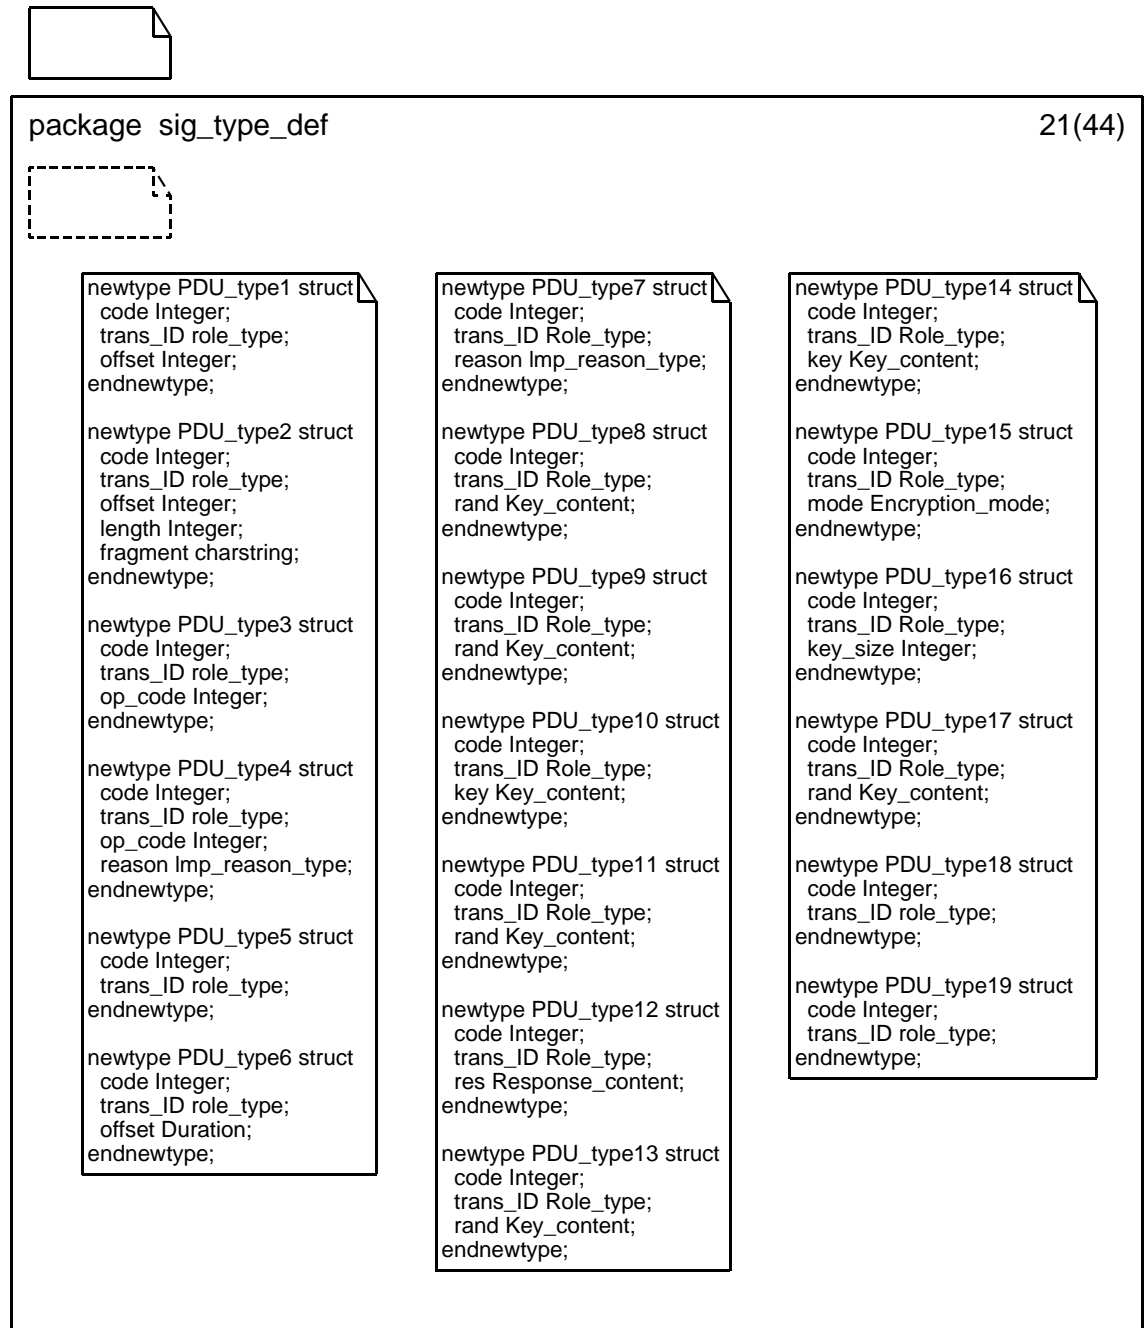 package sig_type_def
21(44)
newtype PDU_type1 struct
code Integer;
trans_ID role_type;
offset Integer;
endnewtype;
newtype PDU_type2 struct
code Integer;
trans_ID role_type;
offset Integer;
length Integer;
fragment charstring;
endnewtype;
newtype PDU_type3 struct
code Integer;
trans_ID role_type;
op_code Integer;
endnewtype;
newtype PDU_type4 struct
code Integer;
trans_ID role_type;
op_code Integer;
reason lmp_reason_type;
endnewtype;
newtype PDU_type5 struct
code Integer;
trans_ID role_type;
endnewtype;
newtype PDU_type6 struct
code Integer;
trans_ID role_type;
offset Duration;
endnewtype;
newtype PDU_type7 struct
code Integer;
trans_ID Role_type;
reason lmp_reason_type;
endnewtype;
newtype PDU_type8 struct
code Integer;
trans_ID Role_type;
rand Key_content;
endnewtype;
newtype PDU_type9 struct
code Integer;
trans_ID Role_type;
rand Key_content;
endnewtype;
newtype PDU_type10 struct
code Integer;
trans_ID Role_type;
key Key_content;
endnewtype;
newtype PDU_type11 struct
code Integer;
trans_ID Role_type;
rand Key_content;
endnewtype;
newtype PDU_type12 struct
code Integer;
trans_ID Role_type;
res Response_content;
endnewtype;
newtype PDU_type13 struct
code Integer;
trans_ID Role_type;
rand Key_content;
endnewtype;
newtype PDU_type14 struct
code Integer;
trans_ID Role_type;
key Key_content;
endnewtype;
newtype PDU_type15 struct
code Integer;
trans_ID Role_type;
mode Encryption_mode;
endnewtype;
newtype PDU_type16 struct
code Integer;
trans_ID Role_type;
key_size Integer;
endnewtype;
newtype PDU_type17 struct
code Integer;
trans_ID Role_type;
rand Key_content;
endnewtype;
newtype PDU_type18 struct
code Integer;
trans_ID role_type;
endnewtype;
newtype PDU_type19 struct
code Integer;
trans_ID role_type;
endnewtype;